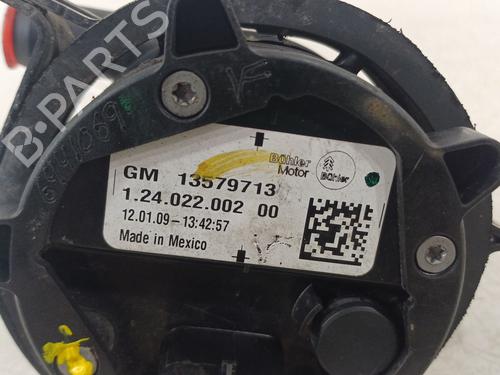 B-PARTS
Bühler
Motor
Bühler
GM 13579713
1.24.022.002 00
12.01.09-13:42:57
Made in Mexico